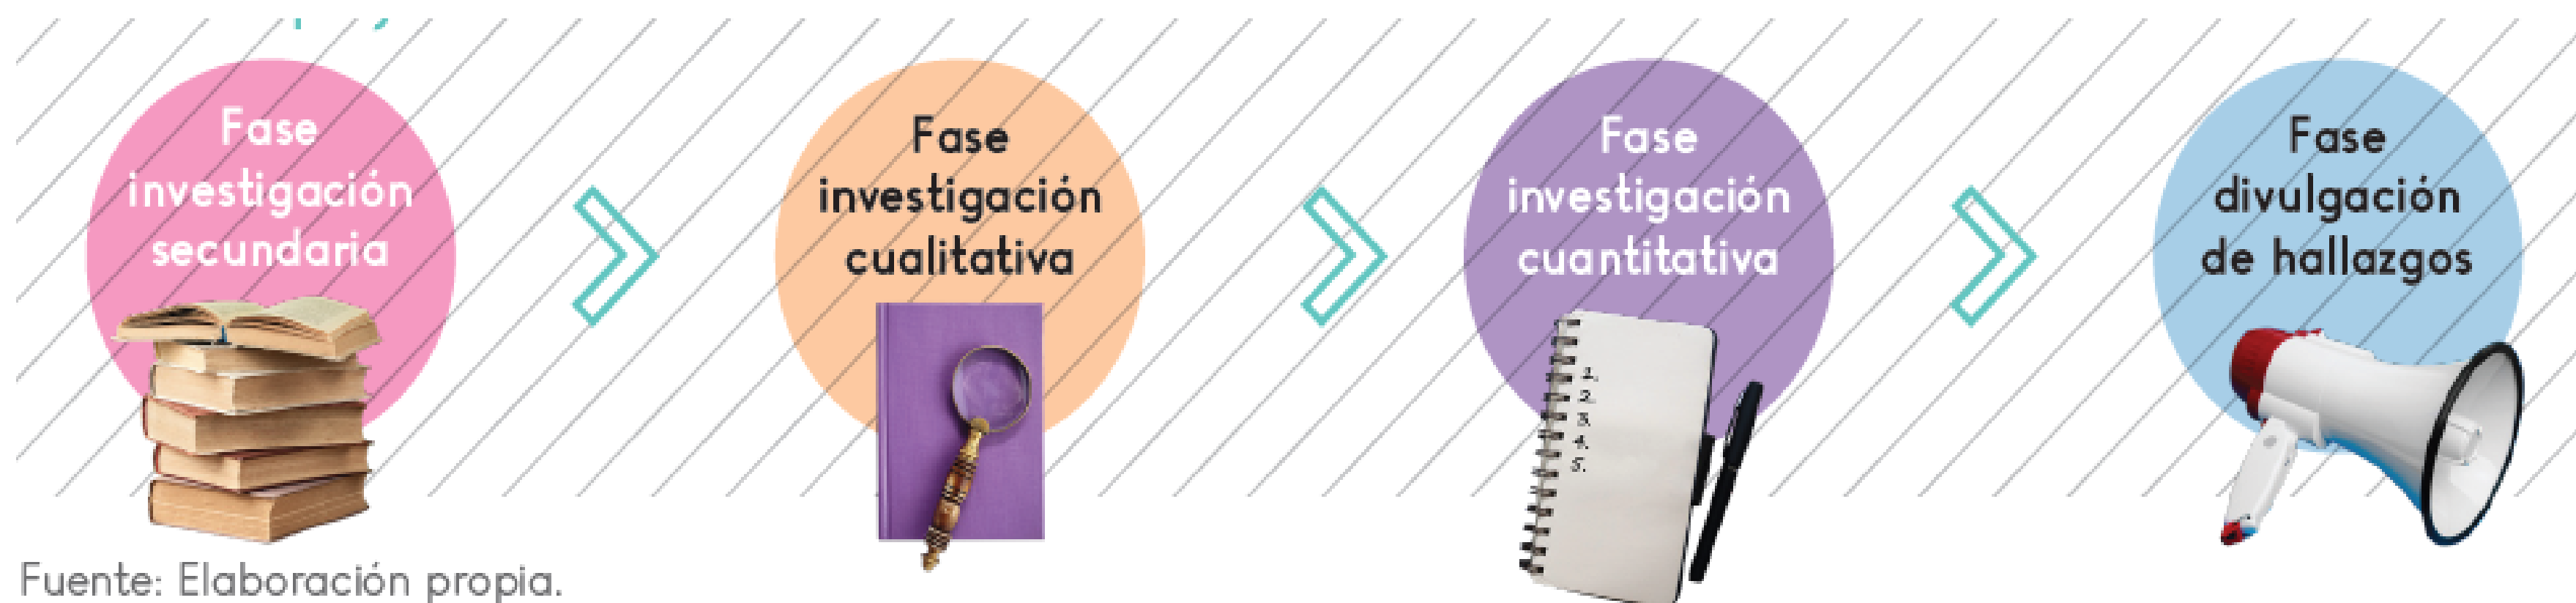 Fase
investigación
secundaria
Fase
investigación
cualitativa
Fase
investigación
cuantitativa
1.
2.
3.
4.
5.
Fase
divulgación
de hallazgos
Fuente: Elaboración propia.